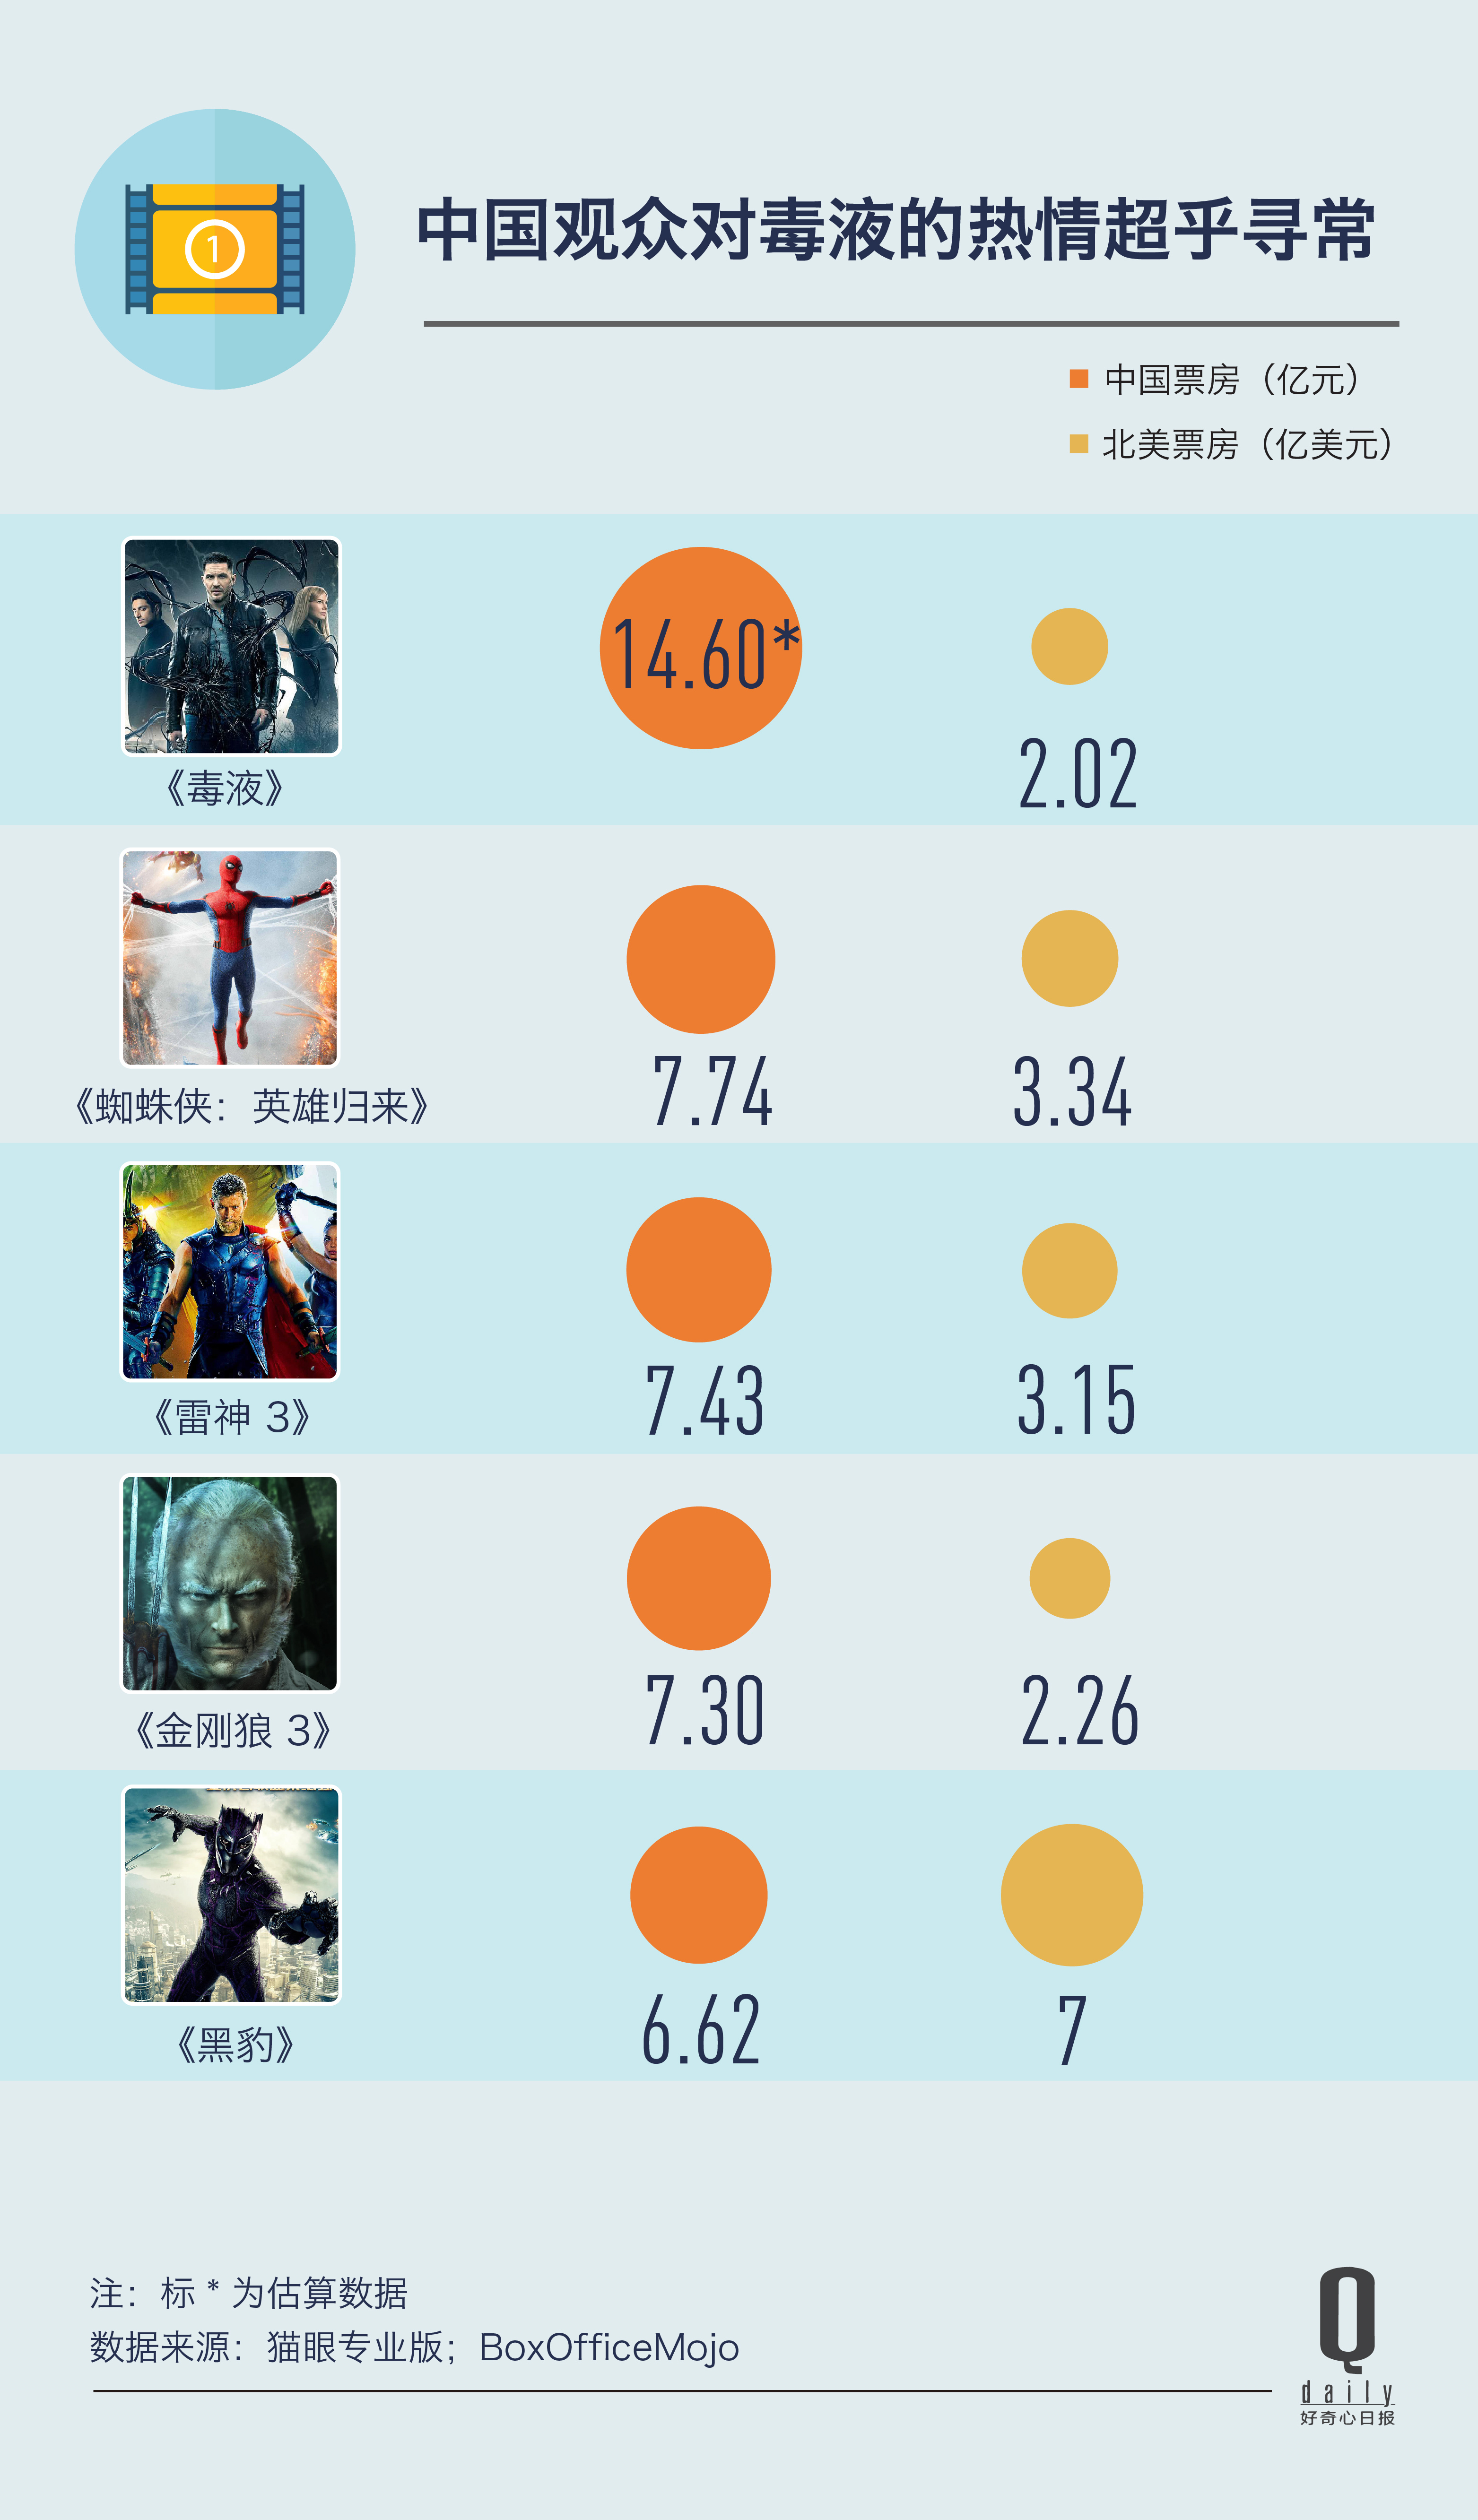 1
中国观众对毒液的热情超乎寻常
中国票房（亿元）
北美票房（亿美元）
14.60*
2.02
《毒液》
7.74
3.34
《蜘蛛侠：英雄归来》
7.43
3.15
《雷神 3》
7.30
2.26
《金刚狼 3》
6.62
7
《黑豹》
注：标 * 为估算数据
数据来源：猫眼专业版；BoxOfficeMojo
Q
daily
好奇心日报